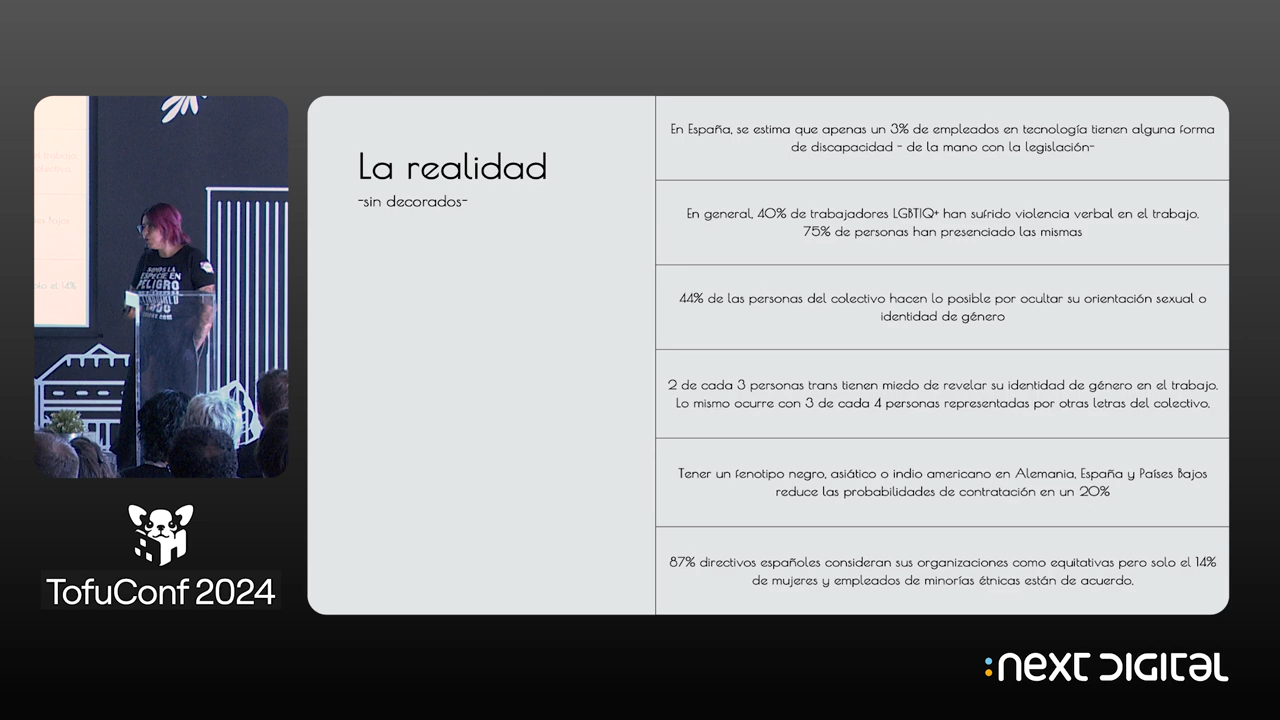 La realidad
-sin decorados-
En España, se estima que apenas un 3% de empleados en tecnología tienen alguna forma
de discapacidad - de la mano con la legislación-
En general, 40% de trabajadores LGBTIQ+ han sufrido violencia verbal en el trabajo.
75% de personas han presenciado las mismas
44% de las personas del colectivo hacen lo posible por ocultar su orientación sexual o
identidad de género
2 de cada 3 personas trans tienen miedo de revelar su identidad de género en el trabajo.
Lo mismo ocurre con 3 de cada 4 personas representadas por otras letras del colectivo.
Tener un fenotipo negro, asiático o indio americano en Alemania, España y Países Bajos
reduce las probabilidades de contratación en un 20%
87% directivos españoles consideran sus organizaciones como equitativas pero solo el 14%
de mujeres y empleados de minorías étnicas están de acuerdo.
SOMOS LA
ESPECIE EN
PELIGRO
TofuConf 2024
:next DIGITal